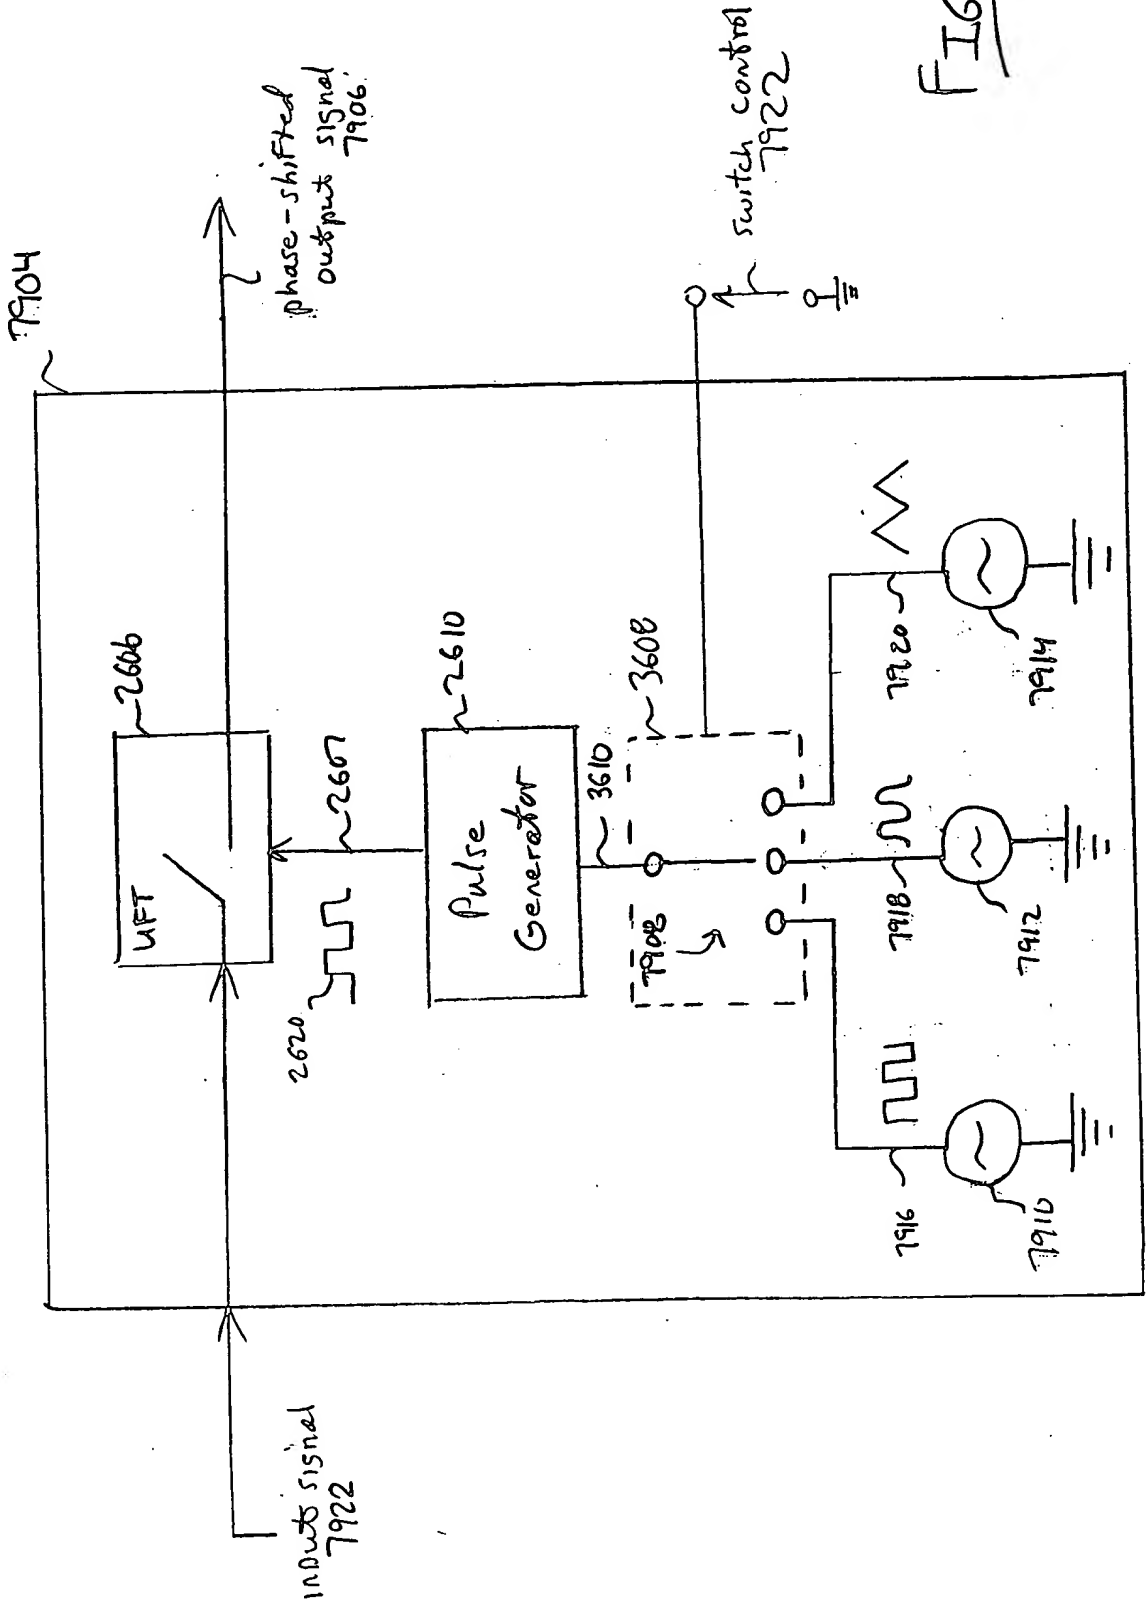 7904
2606
UFT
phase-shifted
output signal
7906.
input signal
7922
2607
2620
2610
Pulse
Generator
3610
3608
7908
switch control
7922
7916
7918
7920
7910
7912
7914
FIG